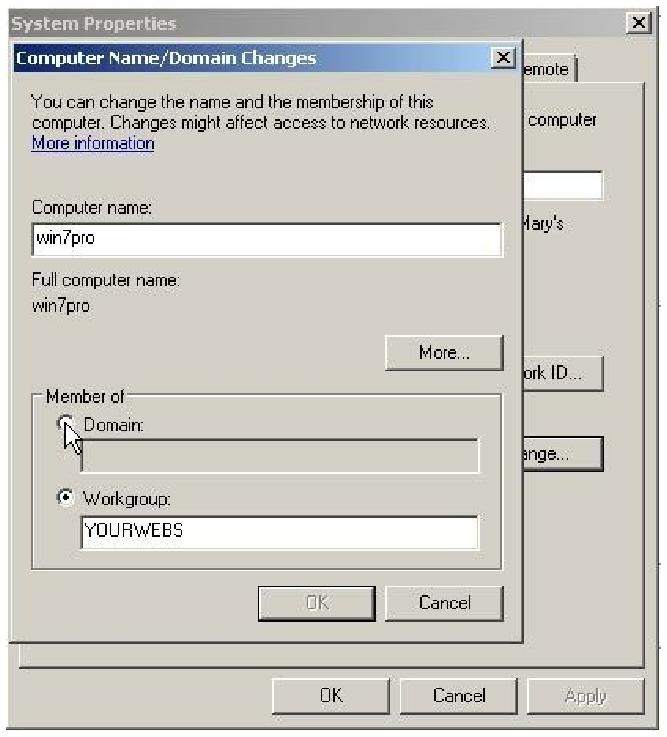 System Properties
Computer Name/Domain Changes
emote
You can change the name and the membership of this
computer. Changes might affect access to network resources.
More information
computer
Computer name:
win7pro
Mary's
Full computer name:
win7pro
More...
ork ID...
Member of
Domain:
ange...
Workgroup:
YOURWEBS
OK
Cancel
OK
Cancel
Apply